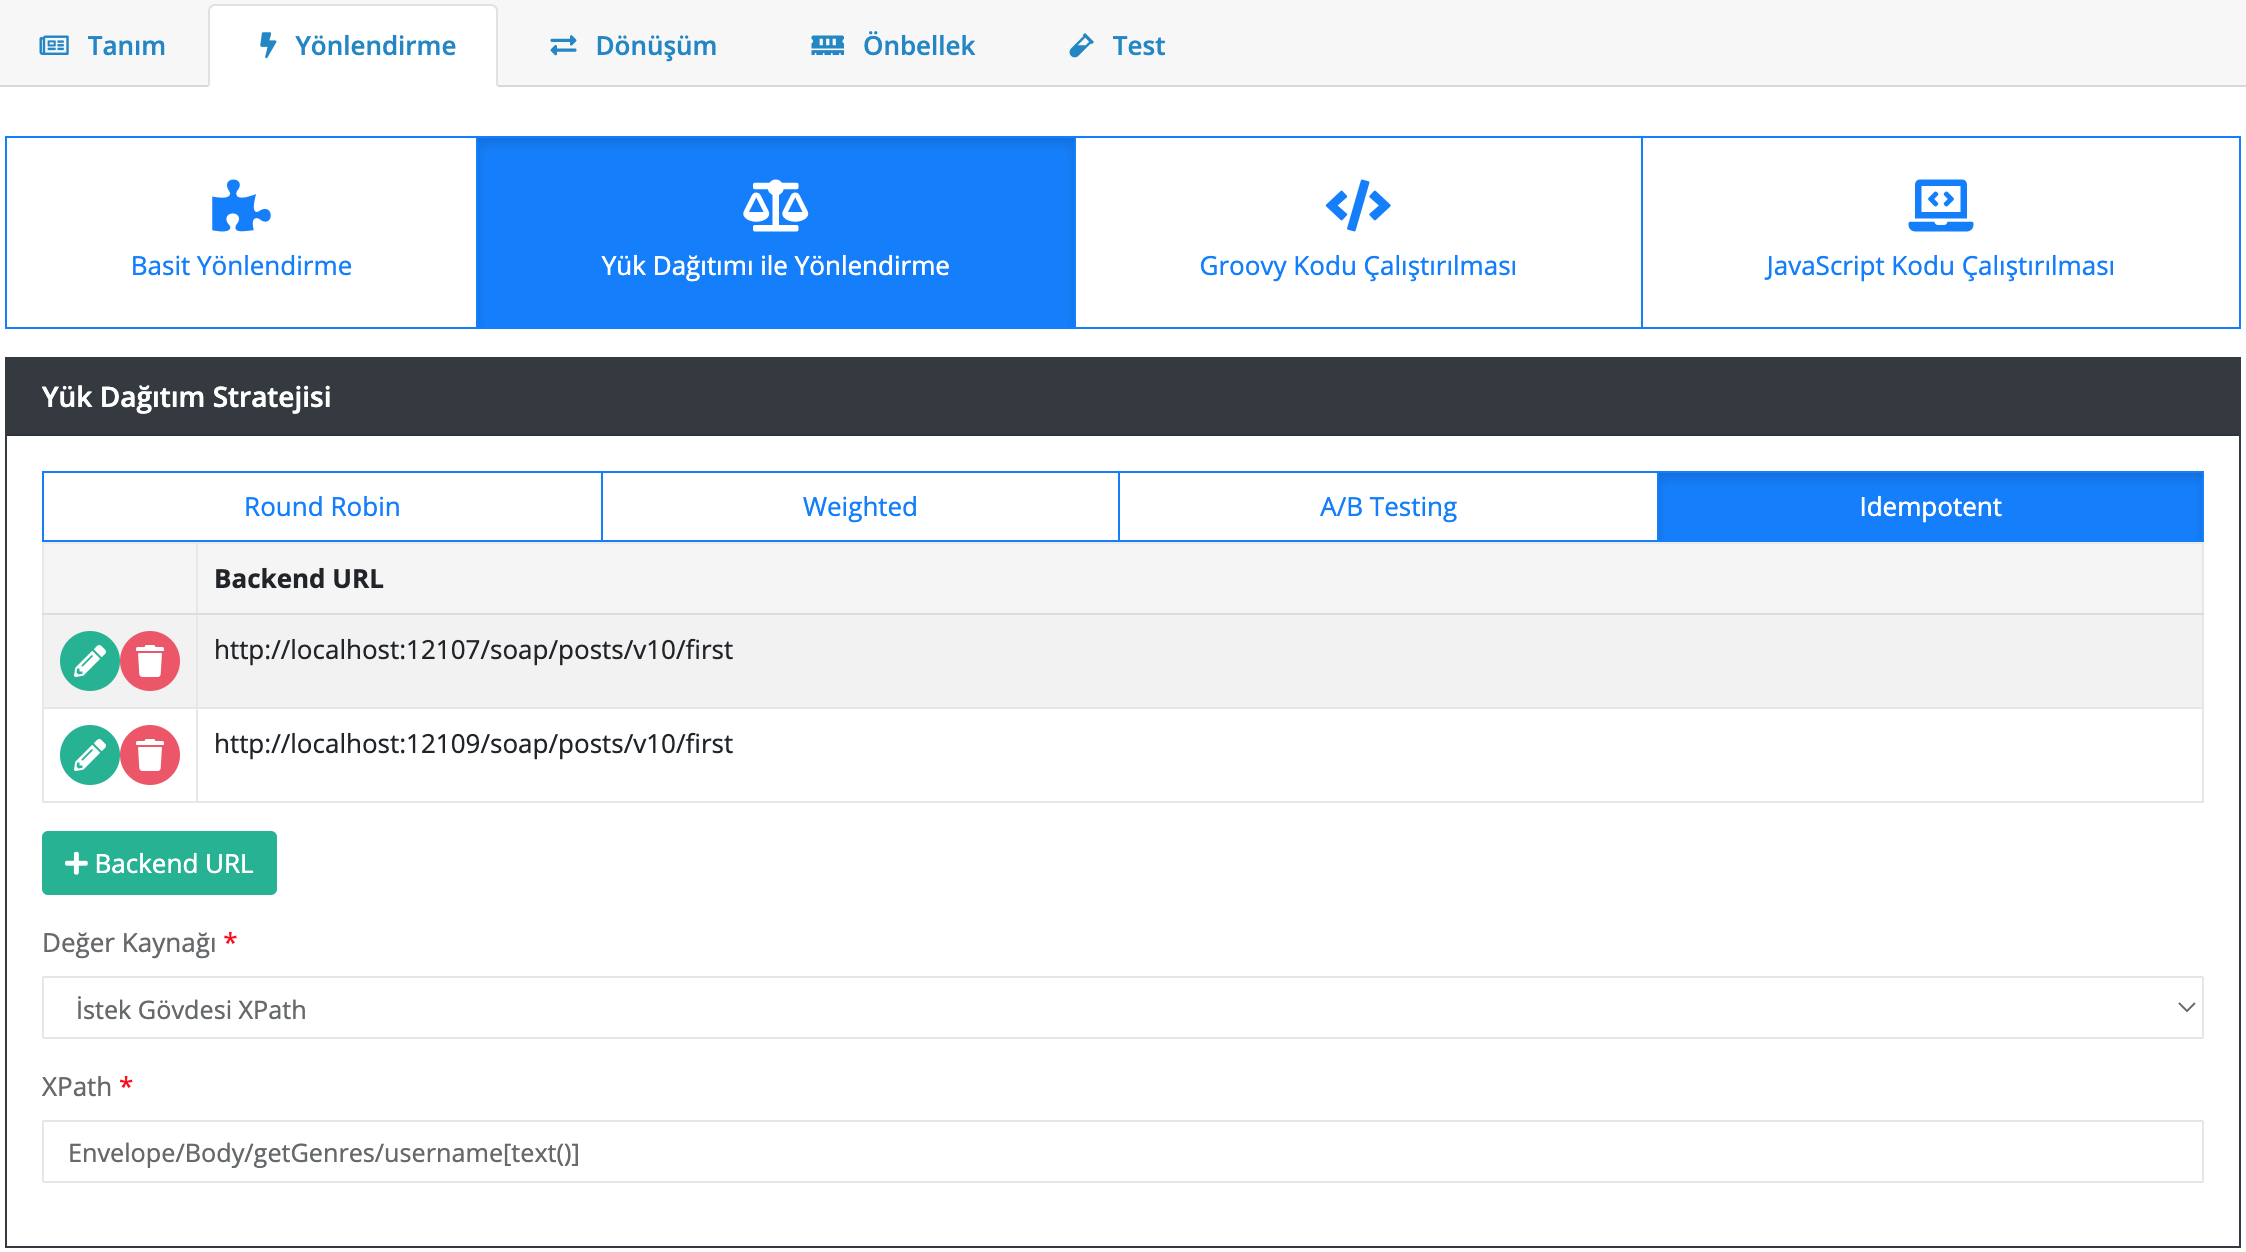 Tanım
Yönlendirme
Dönüşüm
Önbellek
Test
Basit Yönlendirme
Yük Dağıtımı ile Yönlendirme
Groovy Kodu Çalıştırılması
JavaScript Kodu Çalıştırılması
Yük Dağıtım Stratejisi
Round Robin
Weighted
A/B Testing
Idempotent
Backend URL
http://localhost:12107/soap/posts/v10/first
http://localhost:12109/soap/posts/v10/first
+ Backend URL
Değer Kaynağı *
İstek Gövdesi XPath
XPath *
Envelope/Body/getGenres/username[text()]